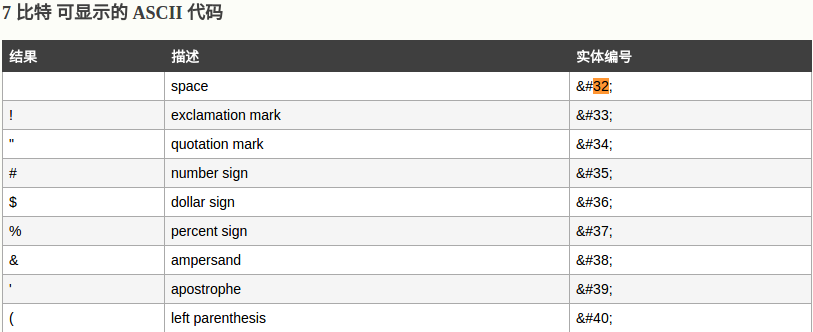 7 比特 可显示的 ASCII 代码
结果 描述 实体编号
space &#32;
! exclamation mark &#33;
" quotation mark &#34;
# number sign &#35;
$ dollar sign &#36;
% percent sign &#37;
& ampersand &#38;
' apostrophe &#39;
( left parenthesis &#40;